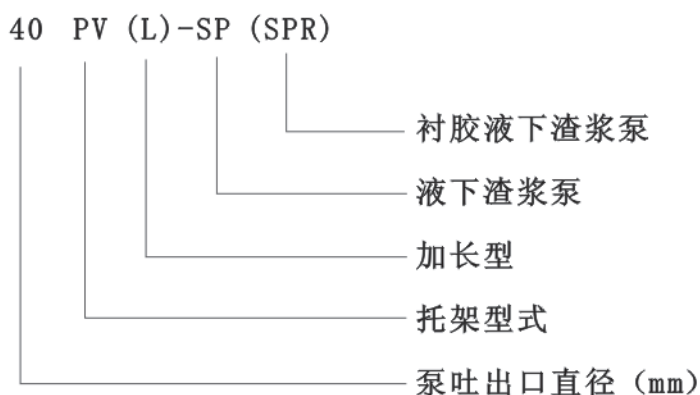 40 PV (L)-SP (SPR)
衬胶液下渣浆泵
液下渣浆泵
加长型
托架型式
泵吐出口直径 (mm)